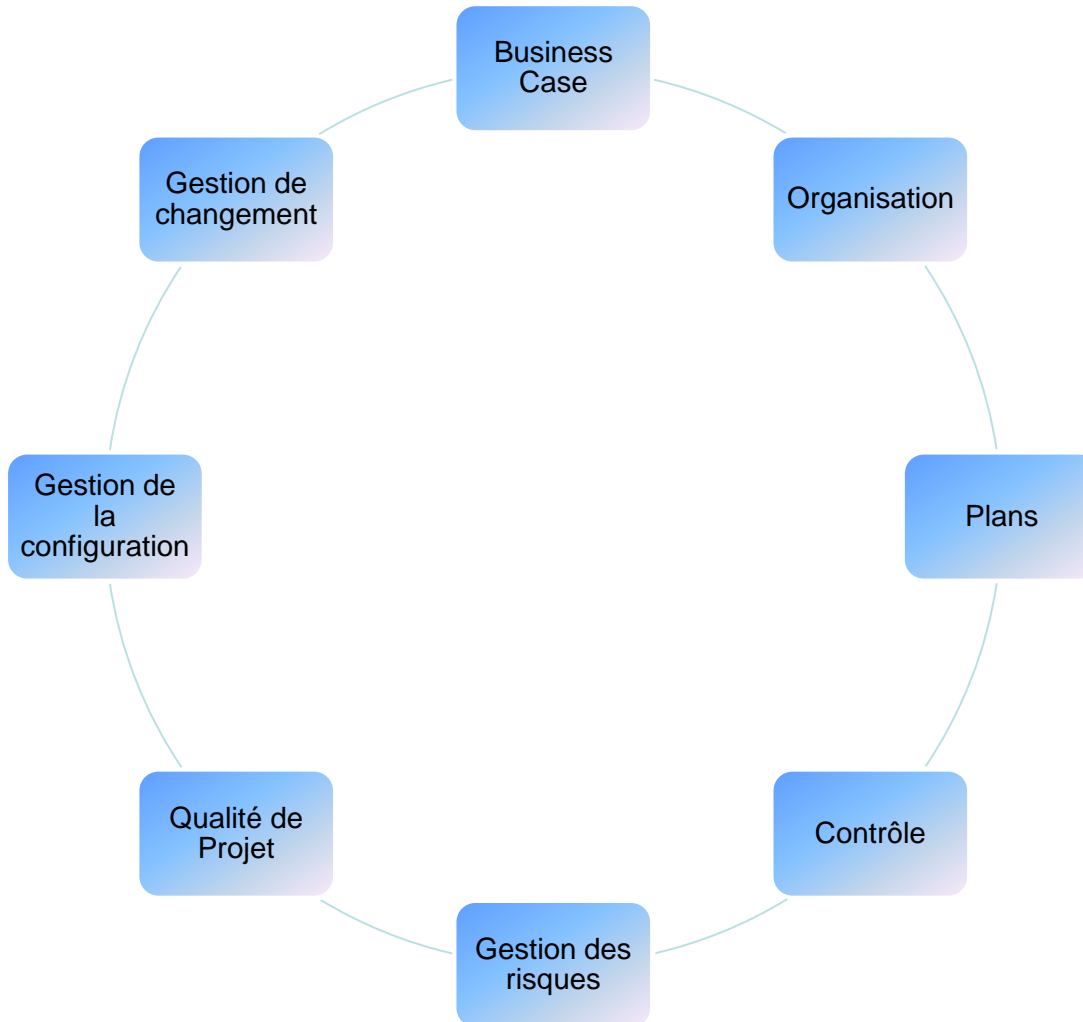 Business
Case
Organisation
Plans
Contrôle
Gestion des
risques
Qualité de
Projet
Gestion de
la
configuration
Gestion de
changement